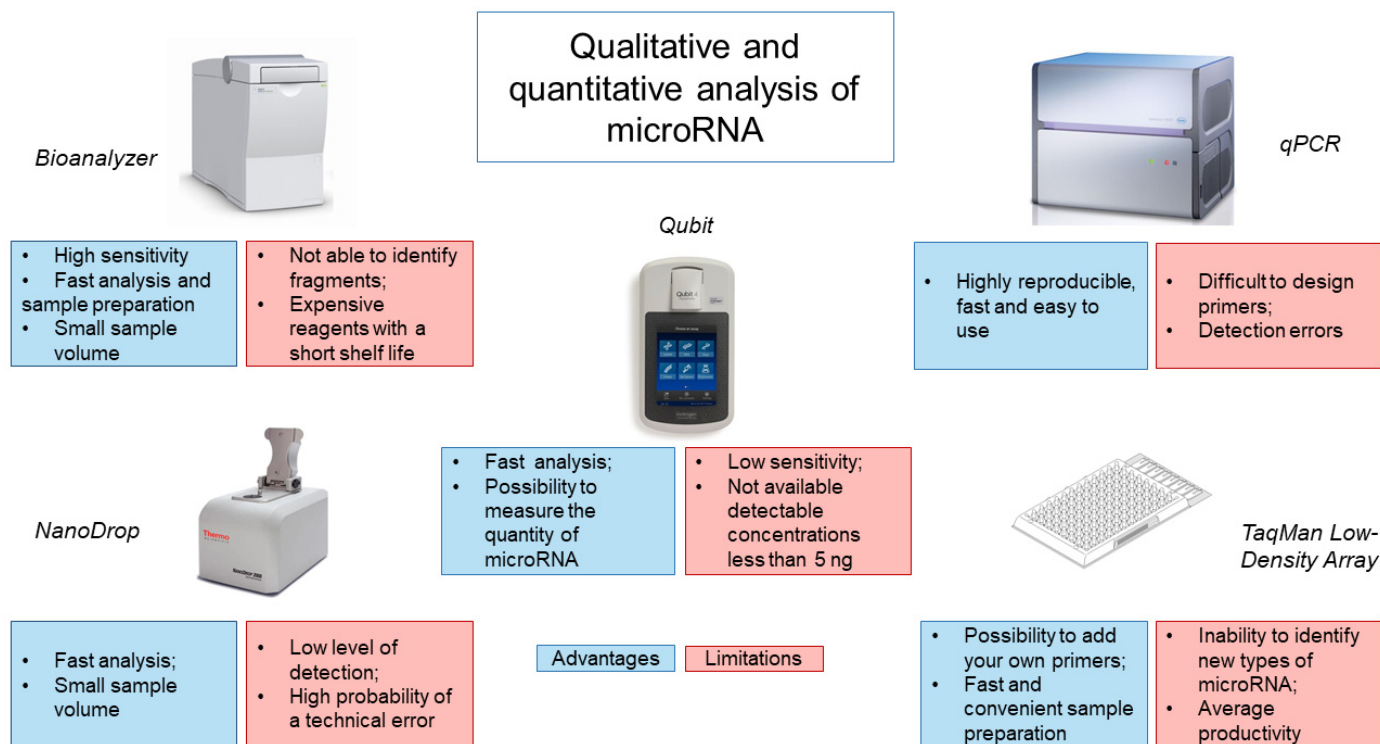 Qualitative and
quantitative analysis of
microRNA
Bioanalyzer
• High sensitivity
• Fast analysis and
sample preparation
• Small sample
volume
• Not able to identify
fragments;
• Expensive
reagents with a
short shelf life
Qubit
Qubit 4
• Fast analysis;
• Possibility to
measure the
quantity of
microRNA
• Low sensitivity;
• Not available
detectable
concentrations
less than 5 ng
qPCR
• Highly reproducible,
fast and easy to
use
• Difficult to design
primers;
• Detection errors
NanoDrop
Thermo
SCIENTIFIC
• Fast analysis;
• Small sample
volume
• Low level of
detection;
• High probability of
a technical error
Advantages
Limitations
TaqMan Low-
Density Array
• Possibility to add
your own primers;
• Fast and
convenient sample
preparation
• Inability to identify
new types of
microRNA;
• Average
productivity